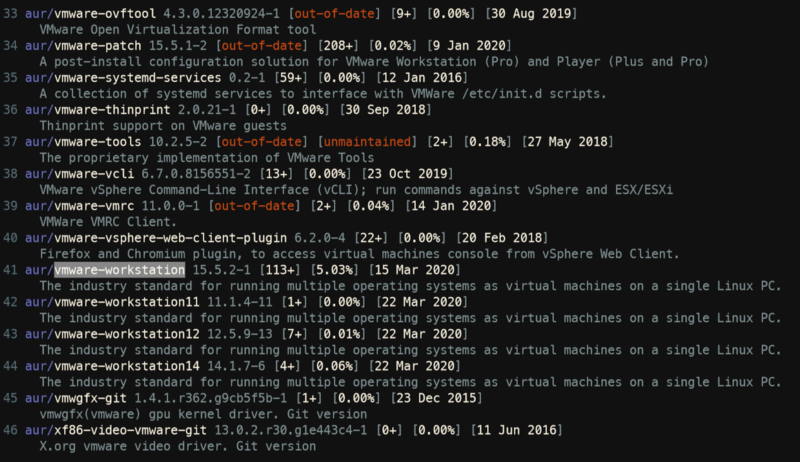 33 aur/vmware-ovftool 4.3.0.12320924-1 [out-of-date] [9+] [0.00%] [30 Aug 2019]
VMware Open Virtualization Format tool
34 aur/vmware-patch 15.5.1-2 [out-of-date] [208+] [0.02%] [9 Jan 2020]
A post-install configuration solution for VMware Workstation (Pro) and Player (Plus and Pro)
35 aur/vmware-systemd-services 0.2-1 [59+] [0.00%] [12 Jan 2016]
A collection of systemd services to interface with VMware /etc/init.d scripts.
36 aur/vmware-thinprint 2.0.21-1 [0+] [0.00%] [30 Sep 2018]
Thinprint support on VMware guests
37 aur/vmware-tools 10.2.5-2 [out-of-date] [unmaintained] [2+] [0.18%] [27 May 2018]
The proprietary implementation of VMware Tools
38 aur/vmware-vcli 6.7.0.8156551-2 [13+] [0.00%] [23 Oct 2019]
VMware vSphere Command-Line Interface (vCLI); run commands against vSphere and ESX/ESXi
39 aur/vmware-vmrc 11.0.0-1 [out-of-date] [2+] [0.04%] [14 Jan 2020]
VMWare VMRC Client.
40 aur/vmware-vsphere-web-client-plugin 6.2.0-4 [22+] [0.00%] [20 Feb 2018]
Firefox and Chromium plugin, to access virtual machines console from vSphere Web Client.
41 aur/vmware-workstation 15.5.2-1 [113+] [5.03%] [15 Mar 2020]
The industry standard for running multiple operating systems as virtual machines on a single Linux PC.
42 aur/vmware-workstation11 11.1.4-11 [1+] [0.00%] [22 Mar 2020]
The industry standard for running multiple operating systems as virtual machines on a single Linux PC.
43 aur/vmware-workstation12 12.5.9-13 [7+] [0.01%] [22 Mar 2020]
The industry standard for running multiple operating systems as virtual machines on a single Linux PC.
44 aur/vmware-workstation14 14.1.7-6 [4+] [0.06%] [22 Mar 2020]
The industry standard for running multiple operating systems as virtual machines on a single Linux PC.
45 aur/vmwgfx-git 1.4.1.r362.g9cb5f5b-1 [1+] [0.00%] [23 Dec 2015]
vmwgfx(vmware) gpu kernel driver. Git version
46 aur/xf86-video-vmware-git 13.0.2.r30.g1e443c4-1 [0+] [0.00%] [11 Jun 2016]
X.org vmware video driver. Git version